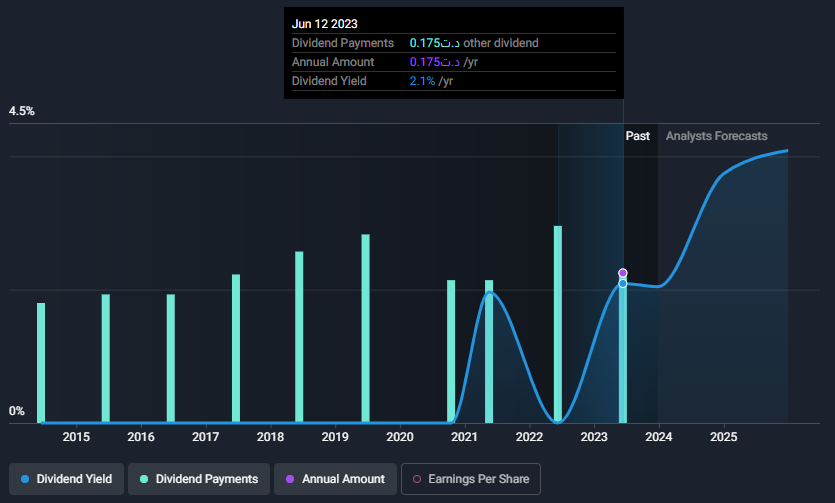 Jun 12 2023
Dividend Payments 0.175د.ت other dividend
Annual Amount 0.175د.ت /yr
Dividend Yield 2.1% /yr
4.5%
Past Analysts Forecasts
0%
2015 2016 2017 2018 2019 2020 2021 2022 2023 2024 2025
Dividend Yield Dividend Payments Annual Amount Earnings Per Share